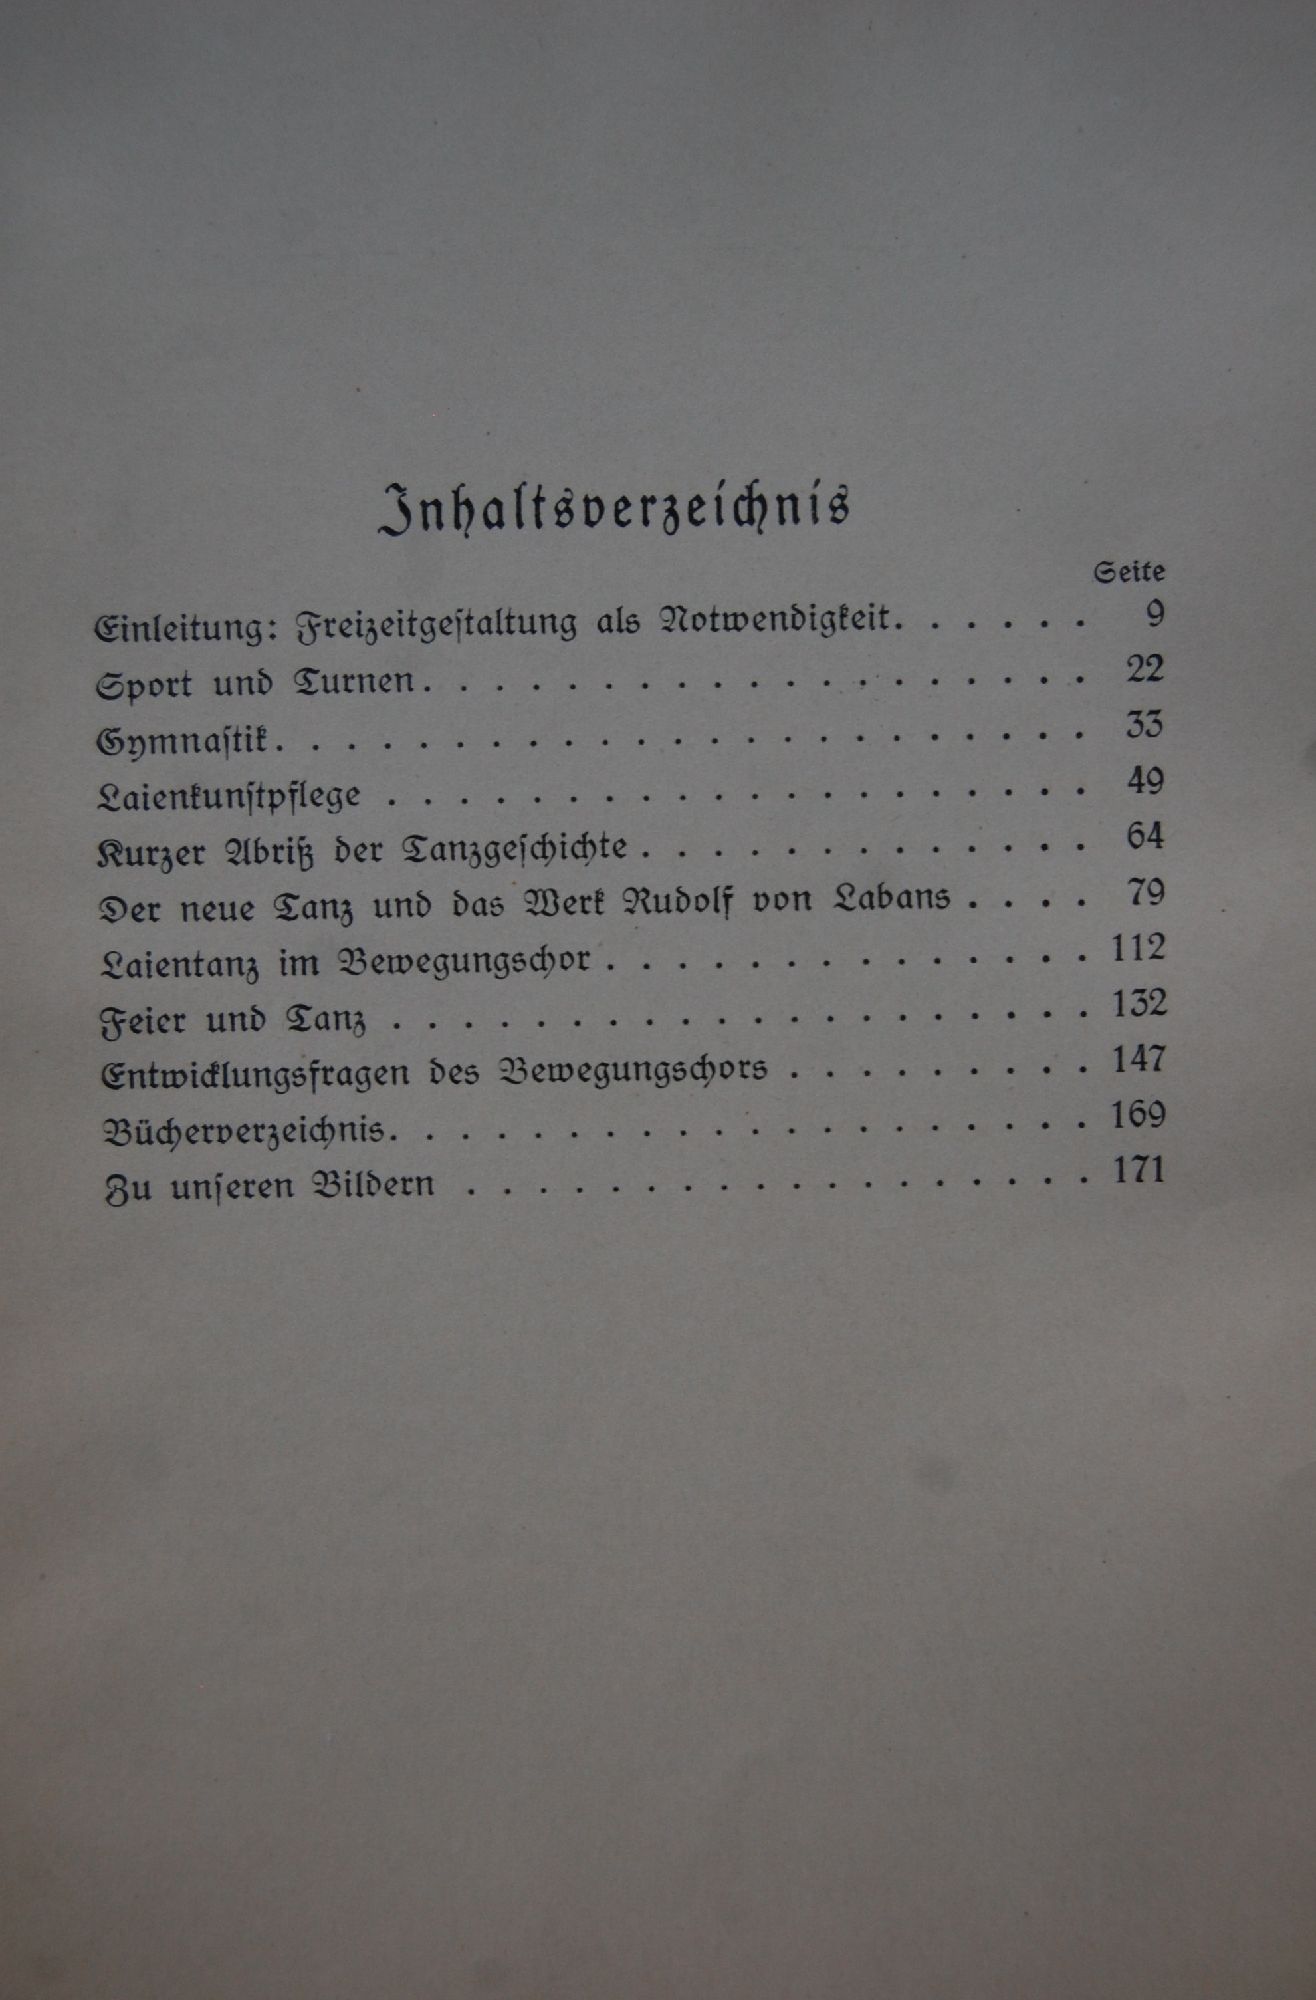 Inhaltsverzeichnis
Seite
Einleitung: Freizeitgeſtaltung als Notwendigkeit. . . . . . 9
Sport und Turnen. . . . . . . . . . . . . . . . . . . 22
Gymnaſtik. . . . . . . . . . . . . . . . . . . . . . . 33
Laienkunſtpflege . . . . . . . . . . . . . . . . . . . . 49
Kurzer Abriß der Tanzgeſchichte . . . . . . . . . . . . . 64
Der neue Tanz und das Werk Rudolf von Labans . . . . 79
Laientanz im Bewegungschor . . . . . . . . . . . . . . 112
Feier und Tanz . . . . . . . . . . . . . . . . . . . . 132
Entwicklungsfragen des Bewegungschors . . . . . . . . . 147
Bücherverzeichnis. . . . . . . . . . . . . . . . . . . . 169
Zu unſeren Bildern . . . . . . . . . . . . . . . . . . 171